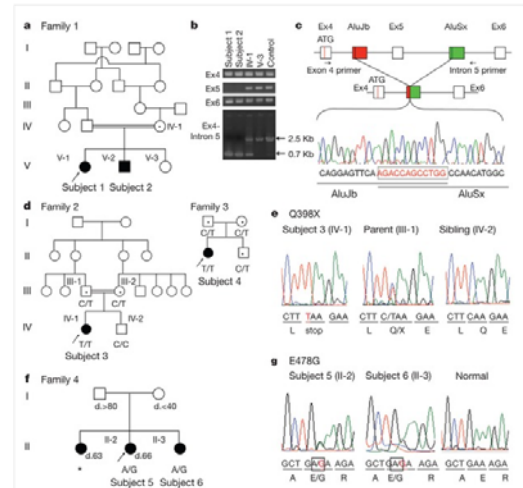 a Family 1
I
II
III
IV
IV-1
V
V-1
V-2
V-3
Subject 1
Subject 2
b
Subject 1
Subject 2
IV-1
V-3
Control
Ex4
Ex5
Ex6
Ex4-
Intron 5
2.5 Kb
0.7 Kb
c
Ex4
AluJb
Ex5
AluSx
Ex6
ATG
Exon 4 primer
Intron 5 primer
ATG
Ex4
Ex6
CAGGAGTTCA AGACCAGCCTGG CCAACATGGC
AluJb
AluSx
d Family 2
I
II
III
III-1
III-2
C/T
C/T
IV
IV-1
IV-2
T/T
C/C
Subject 3
Family 3
C/T
C/T
T/T
C/T
Subject 4
e Q398X
Subject 3 (IV-1)
Parent (III-1)
Sibling (IV-2)
CTT TAA GAA
CTT C/TAA GAA
CTT CAA GAA
L stop
L Q/X E
L Q E
f Family 4
I
d.>80
d.<40
II
II-2
II-3
d.63
d.66
*
A/G
A/G
Subject 5
Subject 6
g E478G
Subject 5 (II-2)
Subject 6 (II-3)
Normal
GCT GA/GA AGA
GCT GA/GA AGA
GCT GAA AGA
A E/G R
A E/G R
A E R